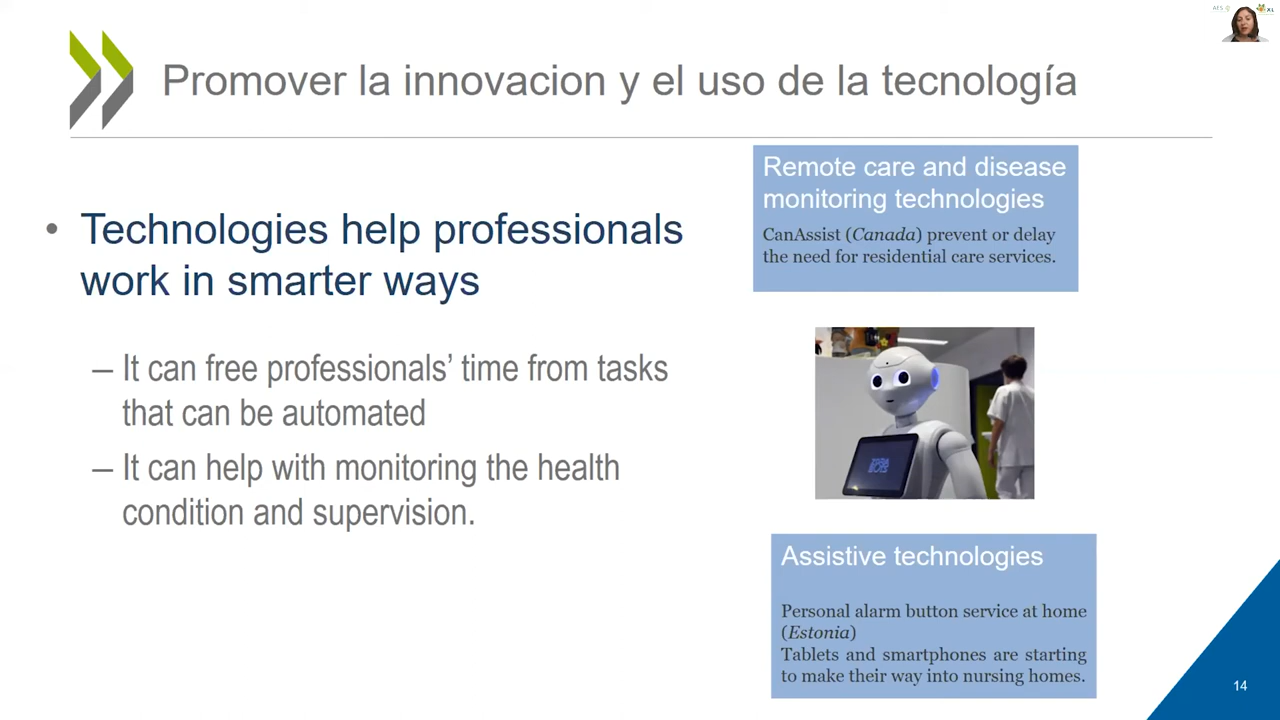 Promover la innovacion y el uso de la tecnología
• Technologies help professionals
work in smarter ways
– It can free professionals’ time from tasks
that can be automated
– It can help with monitoring the health
condition and supervision.
Remote care and disease
monitoring technologies
CanAssist (Canada) prevent or delay
the need for residential care services.
Assistive technologies
Personal alarm button service at home
(Estonia)
Tablets and smartphones are starting
to make their way into nursing homes.
14